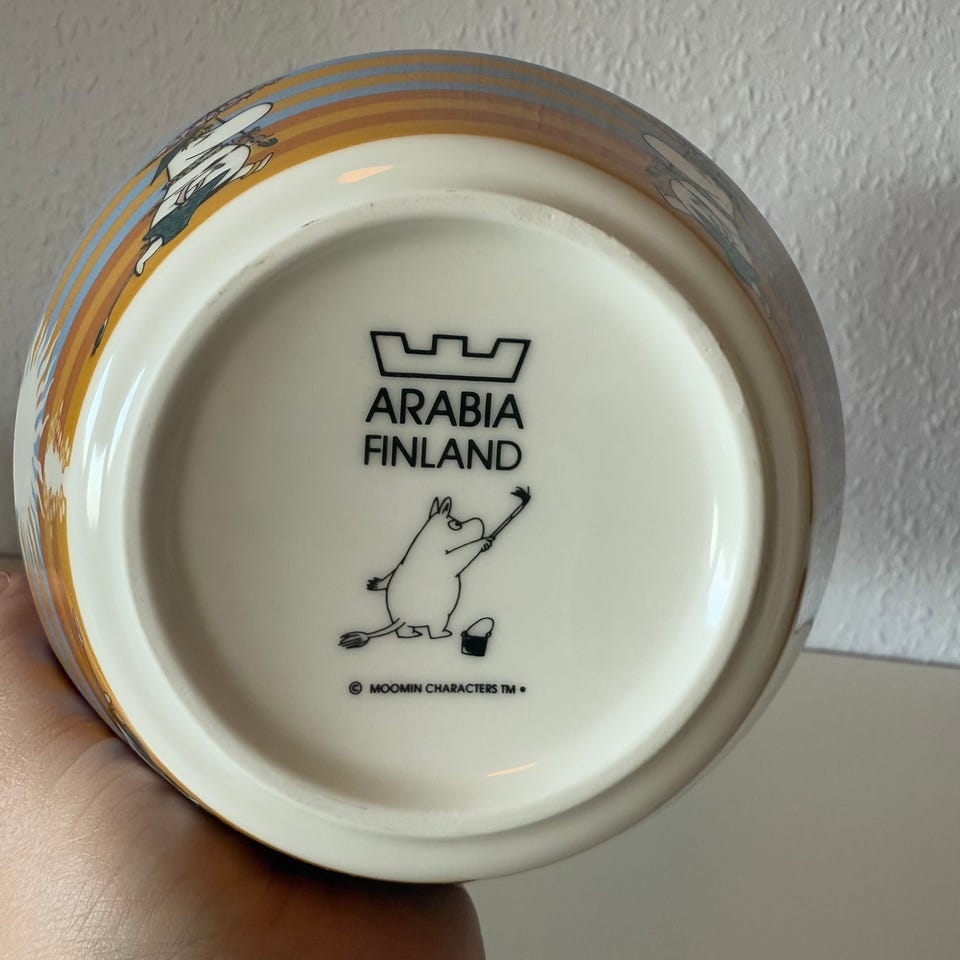 ARABIA
FINLAND
© MOOMIN CHARACTERS TM •